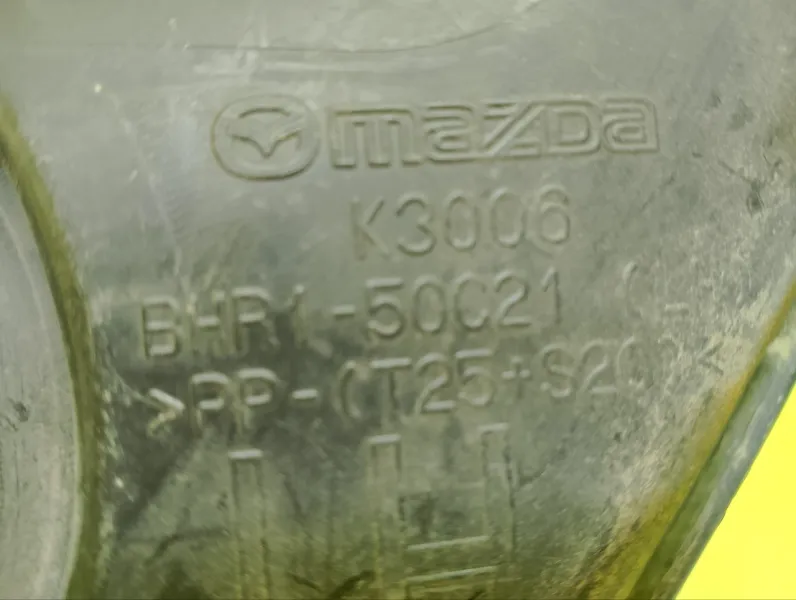 mazda
K3006
BHR1-50C21 (L
>PP-(T25+S20)<